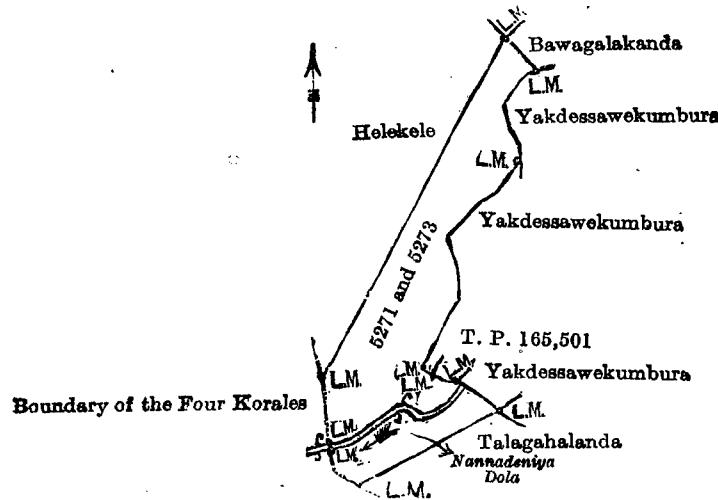 L.M.
Bawagalakanda
L.M.
Yakdessawekumbura
Helekele
L.M.
Yakdessawekumbura
5271 and 5273
T. P. 165,501
L.M.
L.M.
L.M.
L.M.
Yakdessawekumbura
Boundary of the Four Korales
L.M.
L.M.
L.M.
Talagahalanda
Nannadeniya
Dola
L.M.